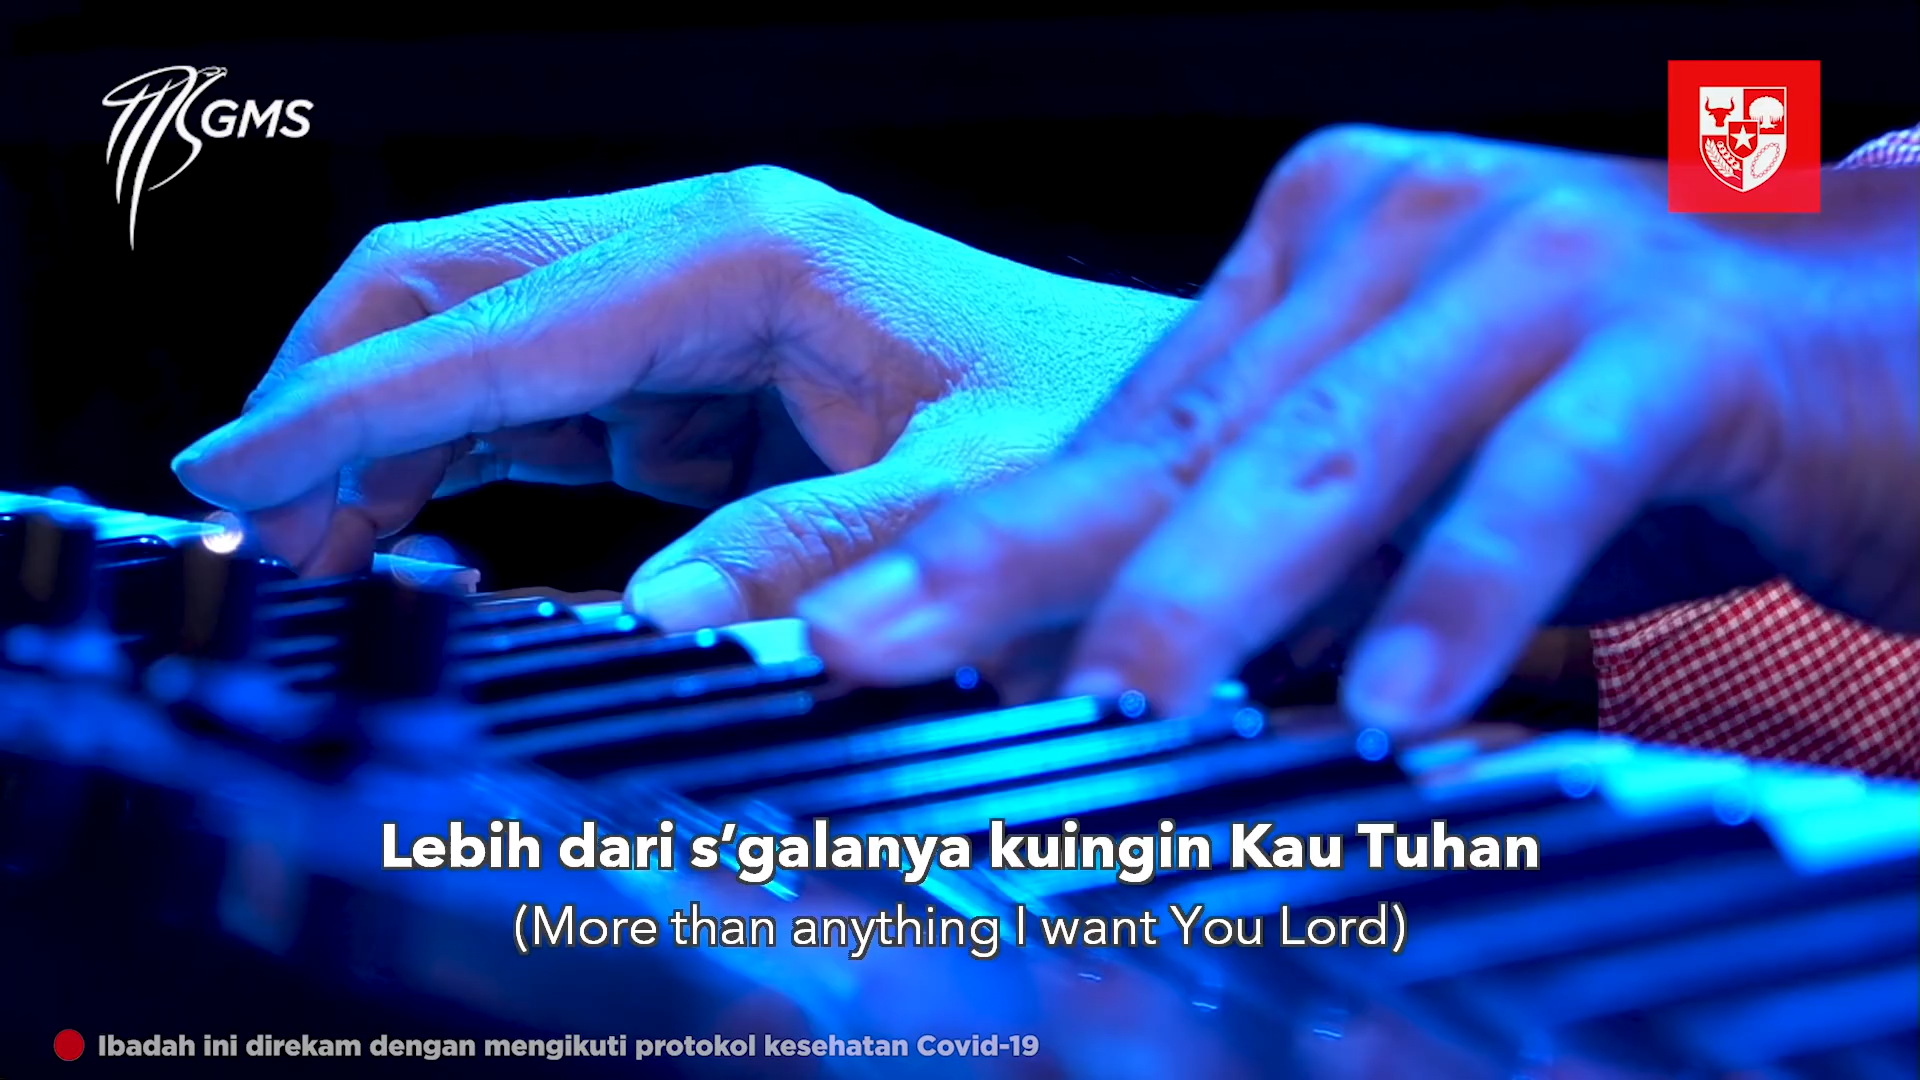 GMS
Lebih dari s’galanya kuingin Kau Tuhan
(More than anything I want You Lord)
Ibadah ini direkam dengan mengikuti protokol kesehatan Covid-19